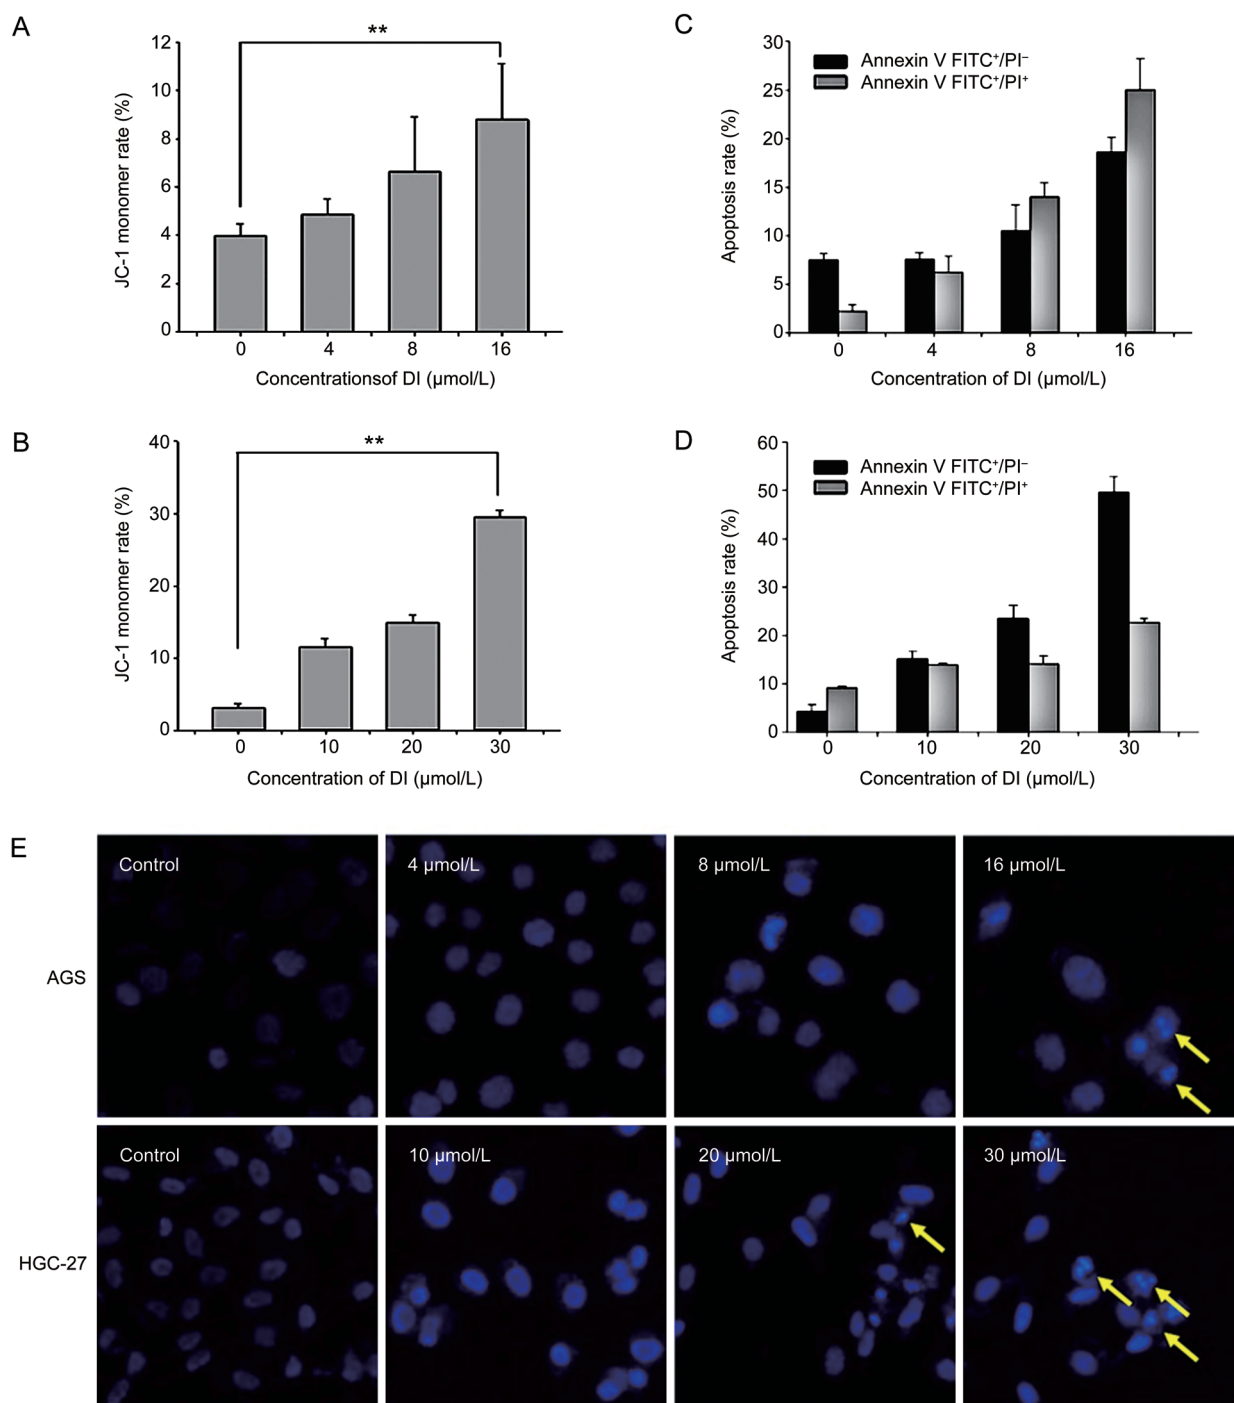 A
**
12
10
8
6
4
2
0
JC-1 monomer rate (%)
0 4 8 16
Concentrationsof DI (µmol/L)
C
30
25
20
15
10
5
0
Apoptosis rate (%)
Annexin V FITC⁺/PI⁻
Annexin V FITC⁺/PI⁺
0 4 8 16
Concentration of DI (µmol/L)
B
**
40
30
20
10
0
JC-1 monomer rate (%)
0 10 20 30
Concentration of DI (µmol/L)
D
60
50
40
30
20
10
0
Apoptosis rate (%)
Annexin V FITC⁺/PI⁻
Annexin V FITC⁺/PI⁺
0 10 20 30
Concentration of DI (µmol/L)
E
Control 4 µmol/L 8 µmol/L 16 µmol/L
AGS
Control 10 µmol/L 20 µmol/L 30 µmol/L
HGC-27